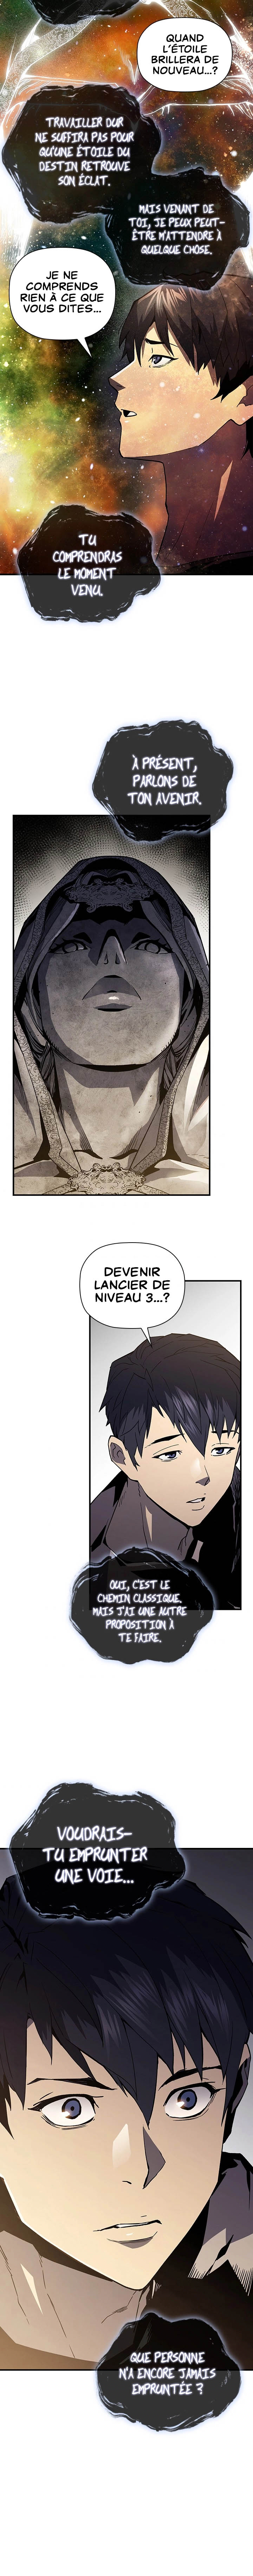 QUAND
L'ÉTOILE
BRILLERA DE
NOUVEAU...?
TRAVAILLER DUR
NE SUFFIRA PAS POUR
QU'UNE ÉTOILE DU
DESTIN RETROUVE
SON ÉCLAT.
MAIS VENANT DE
TOI, JE PEUX PEUT-
ÊTRE M'ATTENDRE À
QUELQUE CHOSE.
JE NE
COMPRENDS
RIEN À CE QUE
VOUS DITES...
TU
COMPRENDRAS
LE MOMENT
VENU.
À PRÉSENT,
PARLONS DE
TON AVENIR.
DEVENIR
LANCIER DE
NIVEAU 3...?
OUI, C'EST LE
CHEMIN CLASSIQUE.
MAIS J'AI UNE AUTRE
PROPOSITION À
TE FAIRE.
VOUDRAIS-
TU EMPRUNTER
UNE VOIE...
QUE PERSONNE
N'A ENCORE JAMAIS
EMPRUNTÉE ?